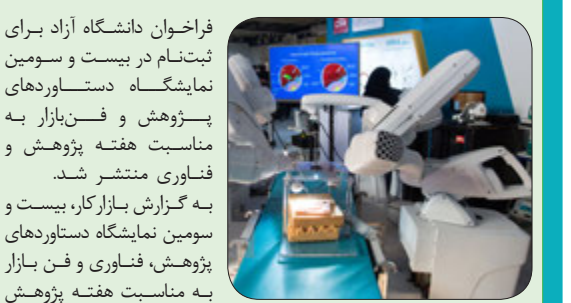 فراخوان دانشگاه آزاد برای
ثبت‌نام در بیست و سومین
نمایشگاه دستاوردهای
پژوهش و فن‌بازار به
مناسبت هفته پژوهش و
فناوری منتشر شد.
به گزارش بازارکار، بیست و
سومین نمایشگاه دستاوردهای
پژوهش، فناوری و فن بازار
به مناسبت هفته پژوهش